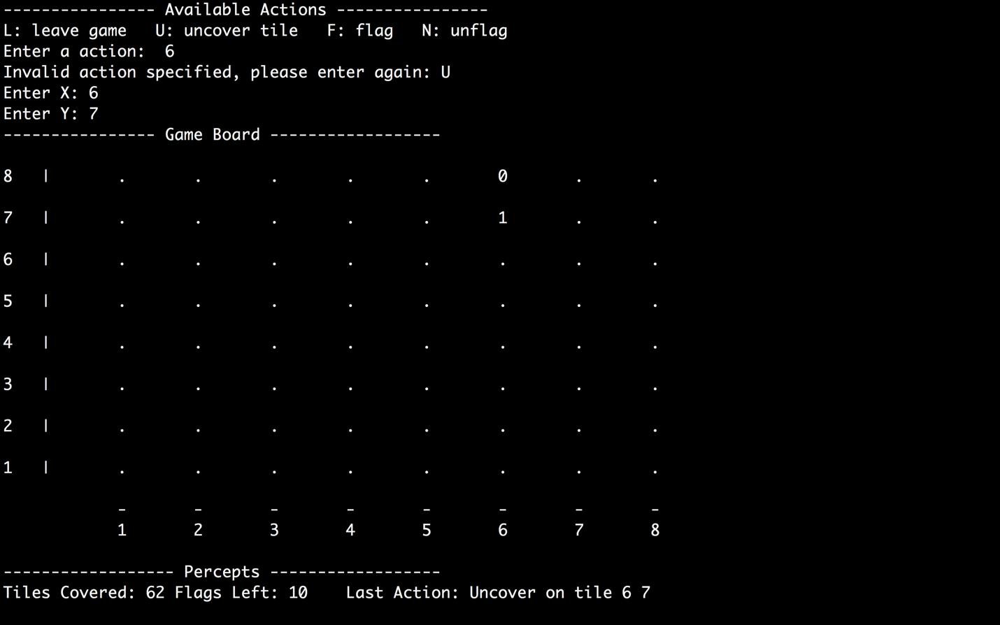 ---------------- Available Actions ----------------
L: leave game   U: uncover tile   F: flag   N: unflag
Enter a action:  6
Invalid action specified, please enter again: U
Enter X: 6
Enter Y: 7
---------------- Game Board ------------------
8   |       .       .       .       .       .       0       .       .
7   |       .       .       .       .       .       1       .       .
6   |       .       .       .       .       .       .       .       .
5   |       .       .       .       .       .       .       .       .
4   |       .       .       .       .       .       .       .       .
3   |       .       .       .       .       .       .       .       .
2   |       .       .       .       .       .       .       .       .
1   |       .       .       .       .       .       .       .       .
            -       -       -       -       -       -       -       -
            1       2       3       4       5       6       7       8
------------------ Percepts ------------------
Tiles Covered: 62 Flags Left: 10    Last Action: Uncover on tile 6 7